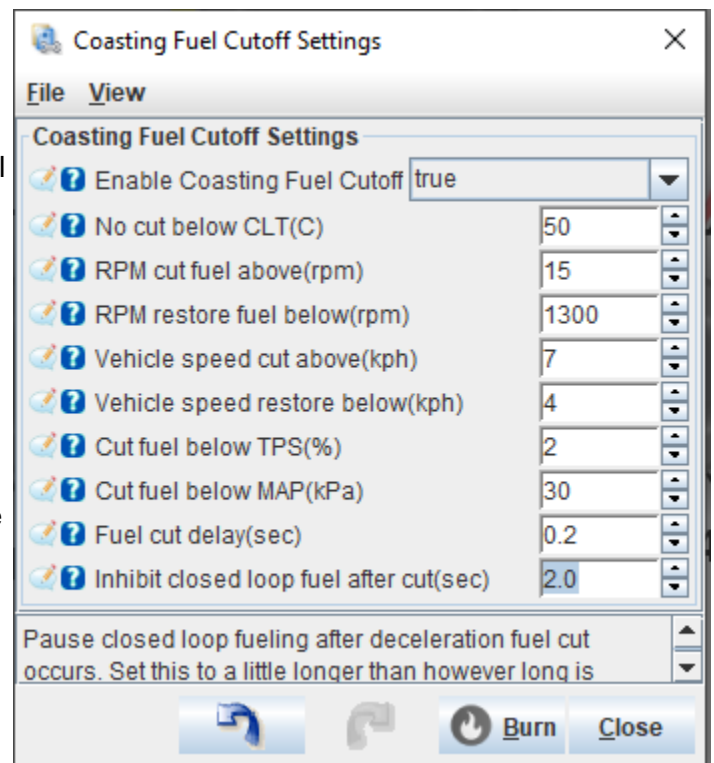 Coasting Fuel Cutoff Settings
File View
Coasting Fuel Cutoff Settings
Enable Coasting Fuel Cutoff true
No cut below CLT(C) 50
RPM cut fuel above(rpm) 15
RPM restore fuel below(rpm) 1300
Vehicle speed cut above(kph) 7
Vehicle speed restore below(kph) 4
Cut fuel below TPS(%) 2
Cut fuel below MAP(kPa) 30
Fuel cut delay(sec) 0.2
Inhibit closed loop fuel after cut(sec) 2.0
Pause closed loop fueling after deceleration fuel cut
occurs. Set this to a little longer than however long is
Burn Close